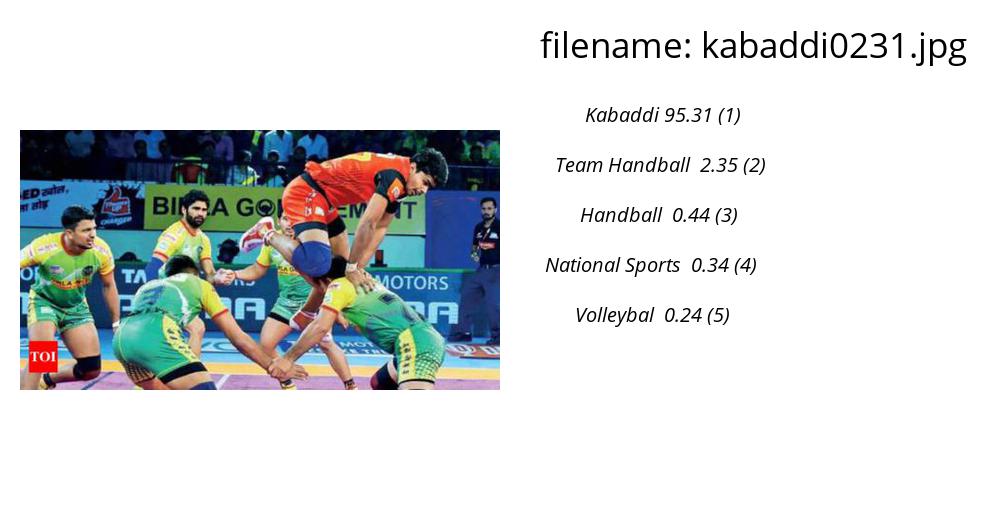 filename: kabaddi0231.jpg
Kabaddi 95.31 (1)
Team Handball 2.35 (2)
Handball 0.44 (3)
National Sports 0.34 (4)
Volleybal 0.24 (5)
CHARGED
MOTORS
TOI